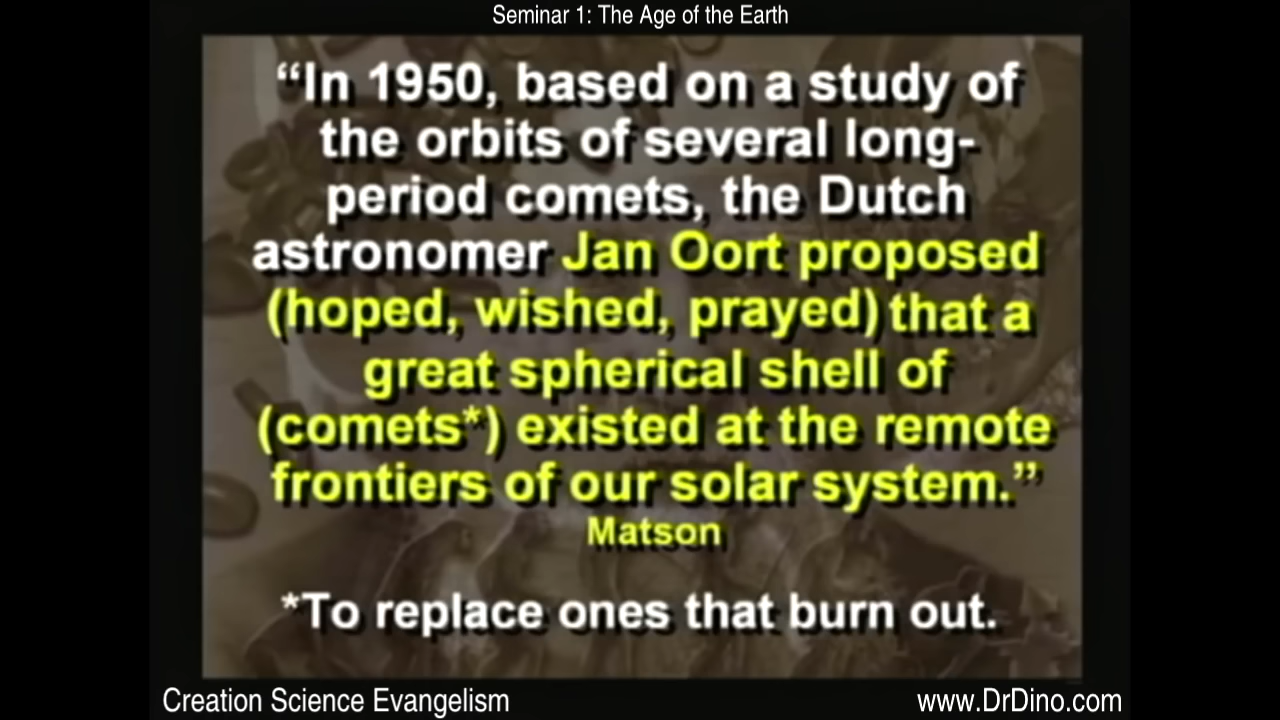 Seminar 1: The Age of the Earth
“In 1950, based on a study of
the orbits of several long-
period comets, the Dutch
astronomer Jan Oort proposed
(hoped, wished, prayed) that a
great spherical shell of
(comets*) existed at the remote
frontiers of our solar system.”
Matson
*To replace ones that burn out.
Creation Science Evangelism
www.DrDino.com